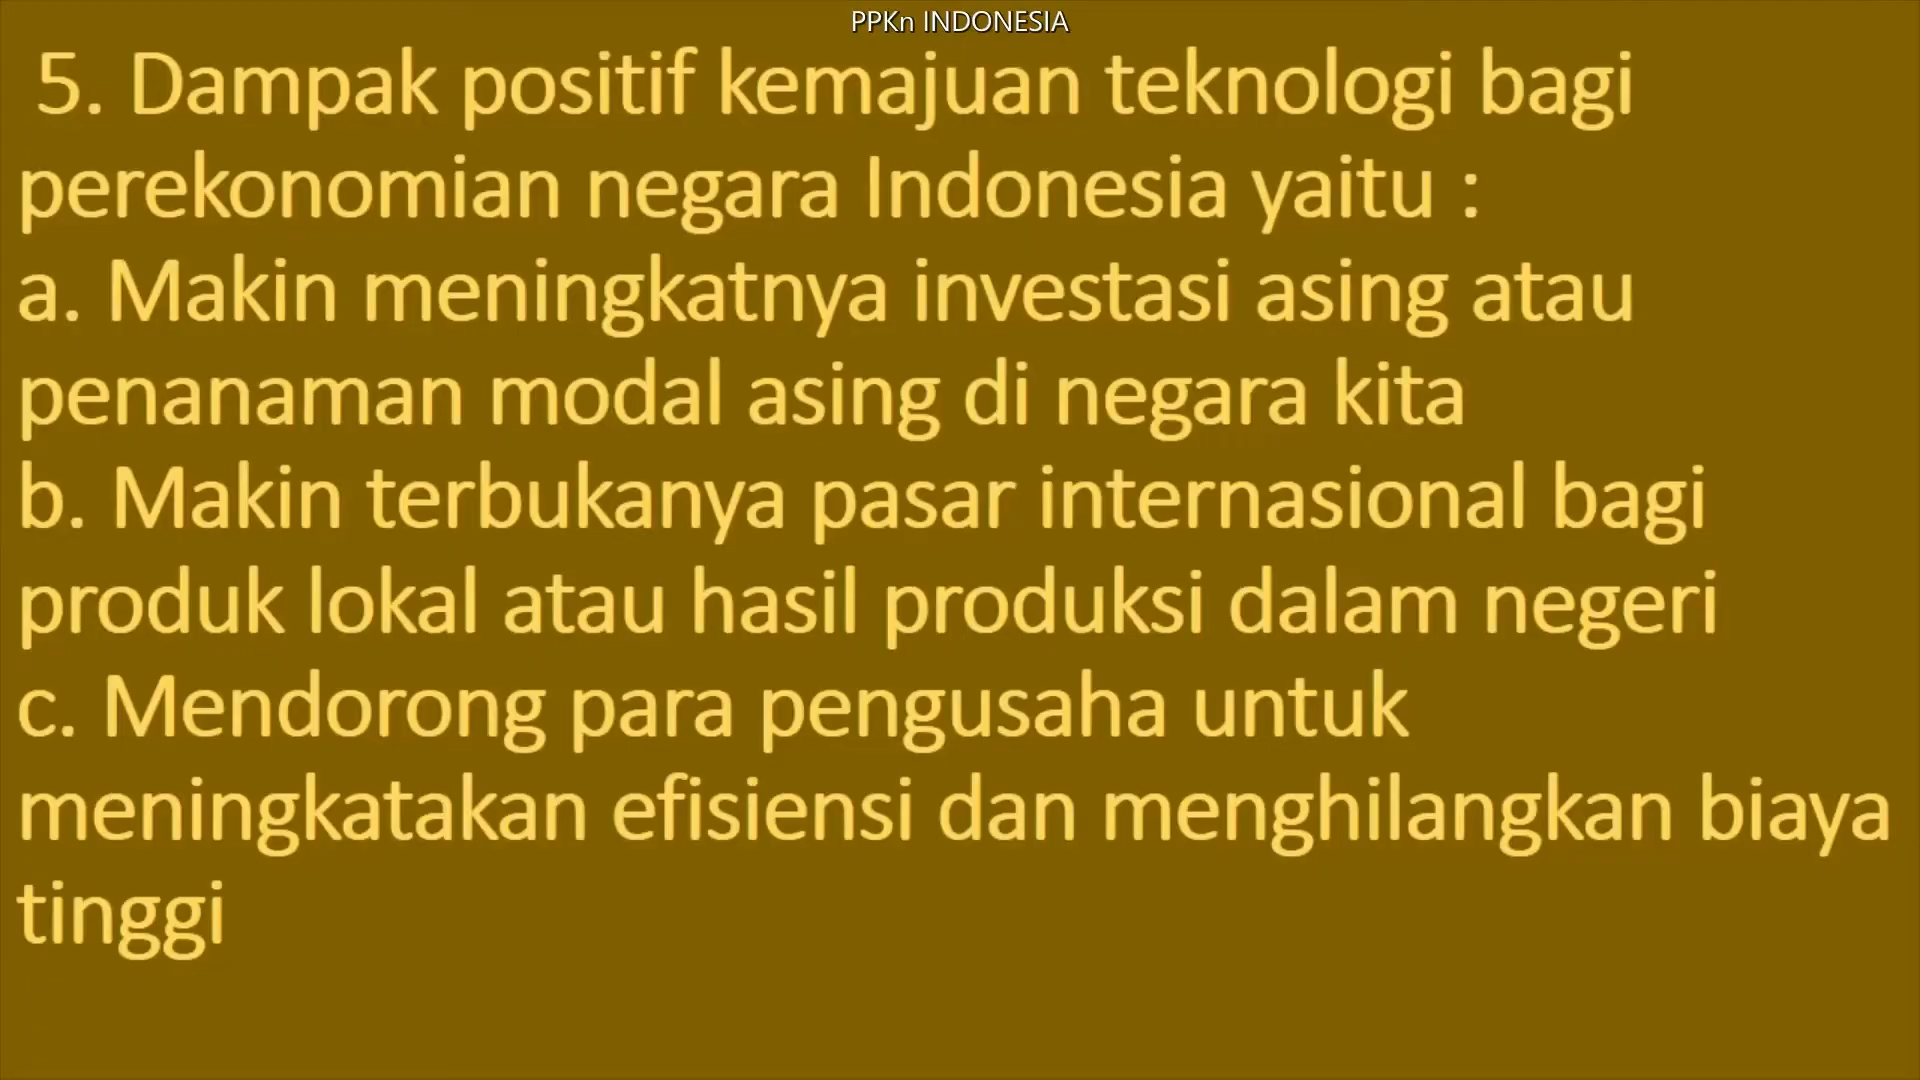 PPKn INDONESIA
5. Dampak positif kemajuan teknologi bagi
perekonomian negara Indonesia yaitu :
a. Makin meningkatnya investasi asing atau
penanaman modal asing di negara kita
b. Makin terbukanya pasar internasional bagi
produk lokal atau hasil produksi dalam negeri
c. Mendorong para pengusaha untuk
meningkatakan efisiensi dan menghilangkan biaya
tinggi